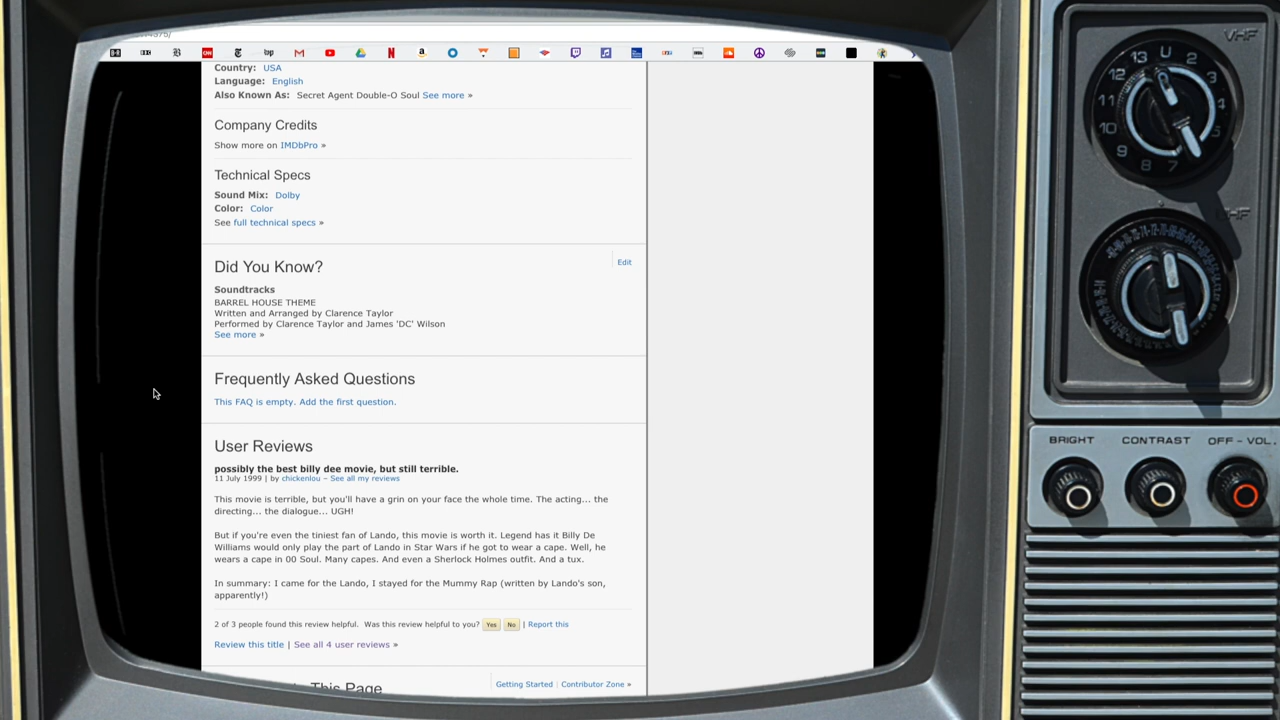 Country: USA
Language: English
Also Known As: Secret Agent Double-O Soul See more »
Company Credits
Show more on IMDbPro »
Technical Specs
Sound Mix: Dolby
Color: Color
See full technical specs »
Did You Know?
Edit
Soundtracks
BARREL HOUSE THEME
Written and Arranged by Clarence Taylor
Performed by Clarence Taylor and James 'DC' Wilson
See more »
Frequently Asked Questions
This FAQ is empty. Add the first question.
User Reviews
possibly the best billy dee movie, but still terrible.
11 July 1999 | by chickenlou – See all my reviews
This movie is terrible, but you'll have a grin on your face the whole time. The acting... the
directing... the dialogue... UGH!
But if you're even the tiniest fan of Lando, this movie is worth it. Legend has it Billy De
Williams would only play the part of Lando in Star Wars if he got to wear a cape. Well, he
wears a cape in 00 Soul. Many capes. And even a Sherlock Holmes outfit. And a tux.
In summary: I came for the Lando, I stayed for the Mummy Rap (written by Lando's son,
apparently!)
2 of 3 people found this review helpful. Was this review helpful to you? Yes No | Report this
Review this title | See all 4 user reviews »
This Page
Getting Started | Contributor Zone »
VHF
U 2 3 4 5 7 8 9 10 11 12 13
UHF
BRIGHT CONTRAST OFF - VOL.